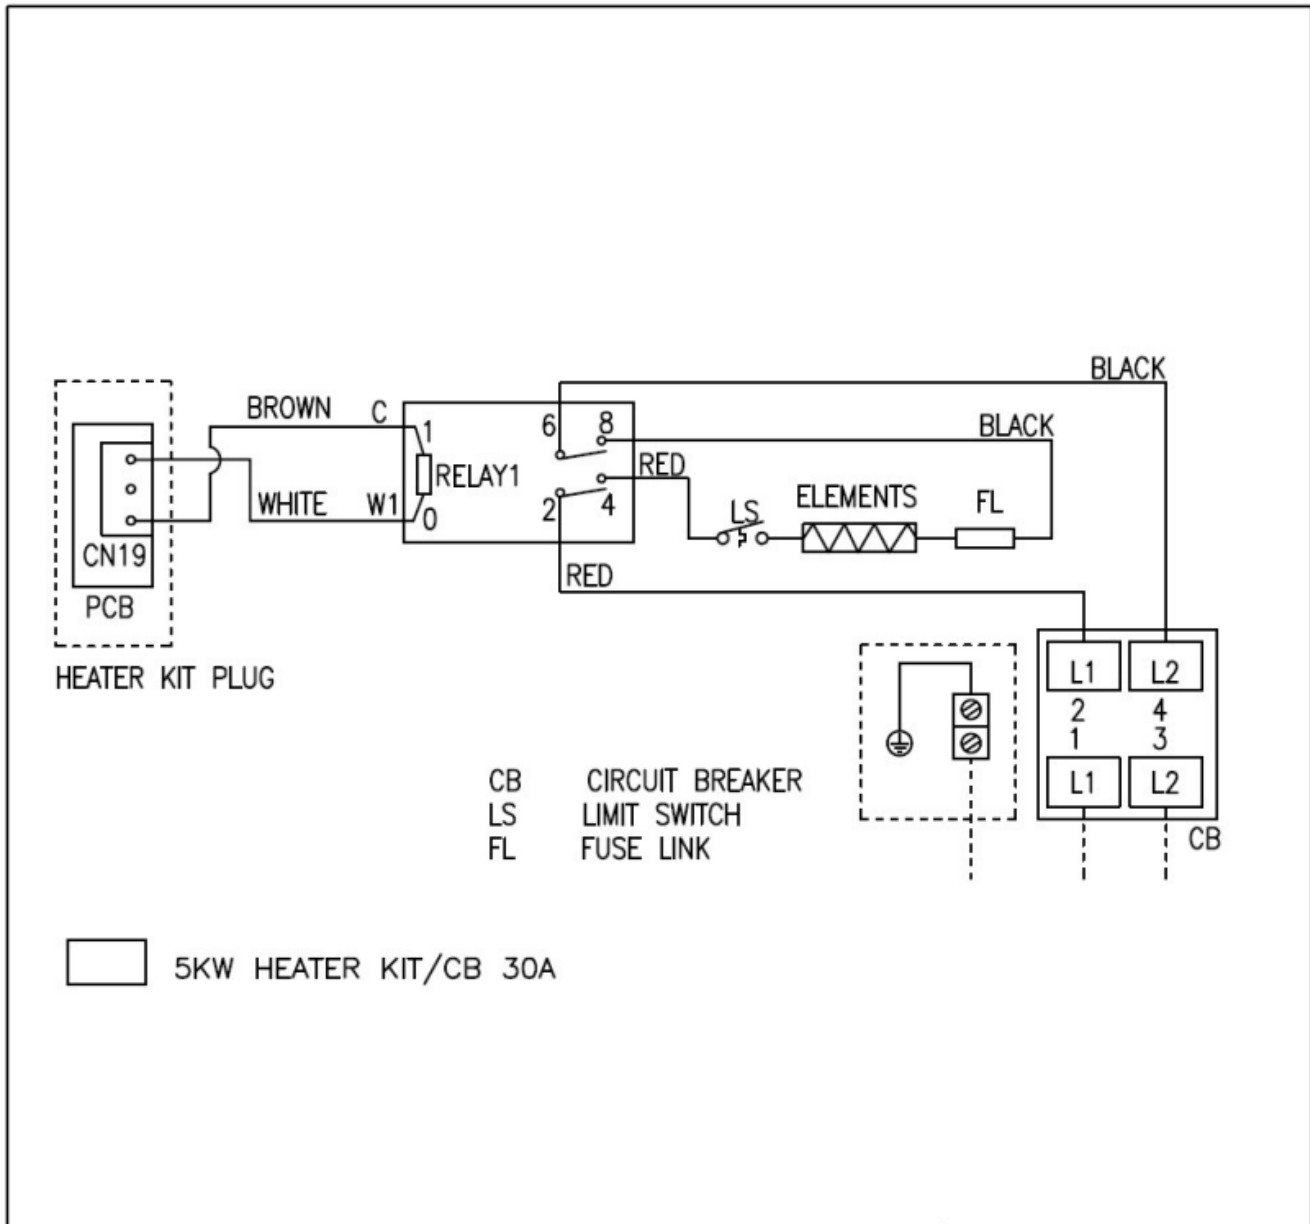 BLACK
BROWN C
1
6 8
BLACK
RED
RELAY1
ELEMENTS
WHITE W1
0
2 4
LS
FL
CN19
RED
PCB
HEATER KIT PLUG
L1 L2
2 4
1 3
L1 L2
CB
CB CIRCUIT BREAKER
LS LIMIT SWITCH
FL FUSE LINK
5KW HEATER KIT/CB 30A